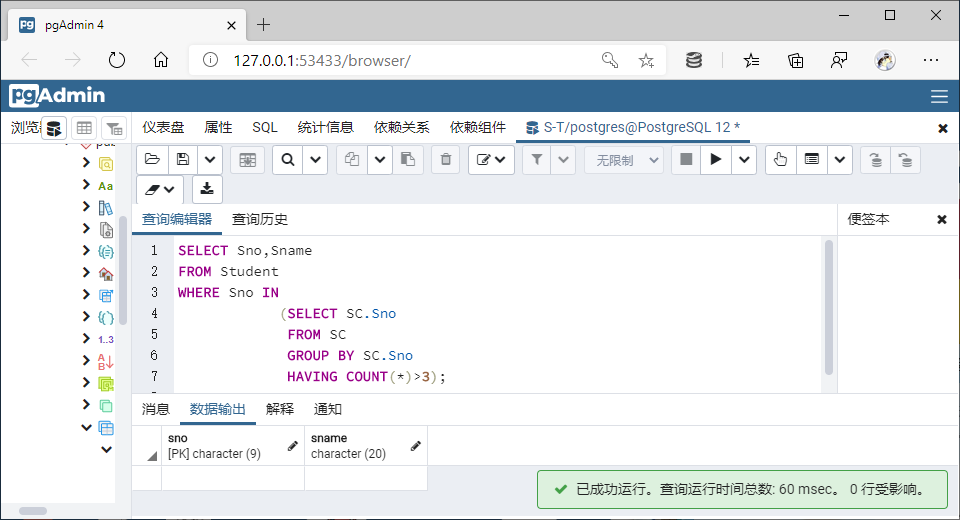 pgAdmin 4
127.0.0.1:53433/browser/
pgAdmin
仪表盘 属性 SQL 统计信息 依赖关系 依赖组件 S-T/postgres@PostgreSQL 12 *
无限制
Aa
1..3
查询编辑器 查询历史 便签本
1 SELECT Sno,Sname
2 FROM Student
3 WHERE Sno IN
4 (SELECT SC.Sno
5 FROM SC
6 GROUP BY SC.Sno
7 HAVING COUNT(*)>3);
消息 数据输出 解释 通知
sno sname
[PK] character (9) character (20)
已成功运行。查询运行时间总数: 60 msec。 0 行受影响。